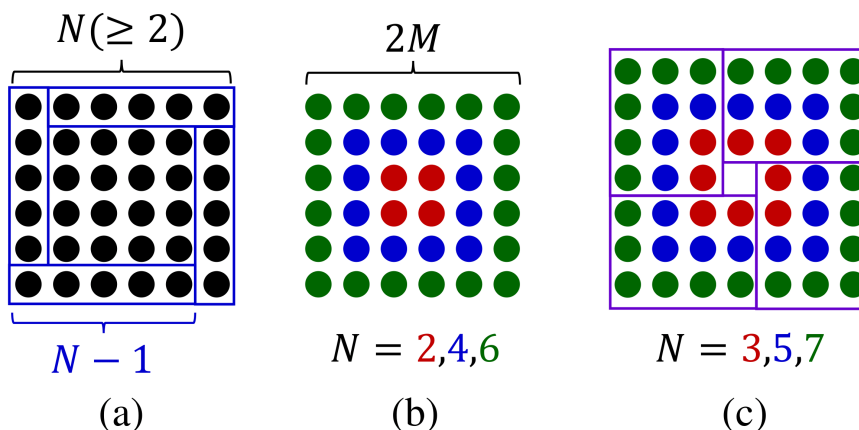 N(≥ 2)
2M
N − 1
N = 2,4,6
N = 3,5,7
(a)
(b)
(c)